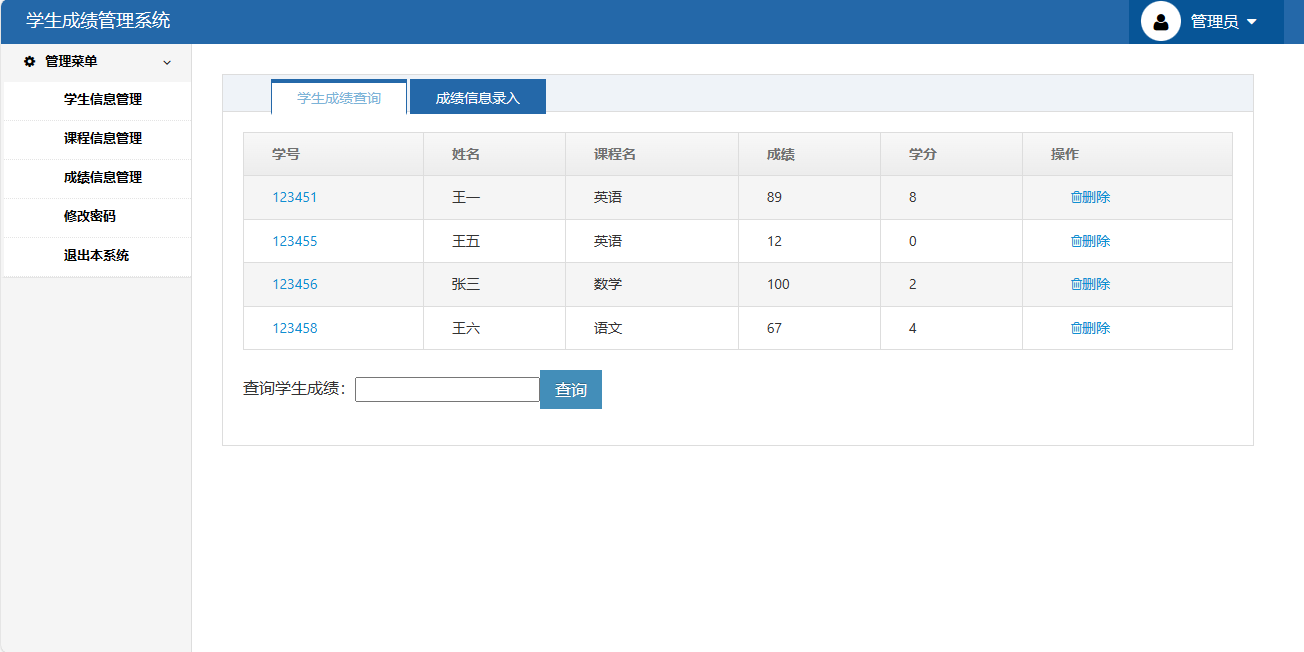 学生成绩管理系统
管理员
管理菜单
学生信息管理
课程信息管理
成绩信息管理
修改密码
退出本系统
学生成绩查询 成绩信息录入
学号 姓名 课程名 成绩 学分 操作
123451 王一 英语 89 8 删除
123455 王五 英语 12 0 删除
123456 张三 数学 100 2 删除
123458 王六 语文 67 4 删除
查询学生成绩： 查询